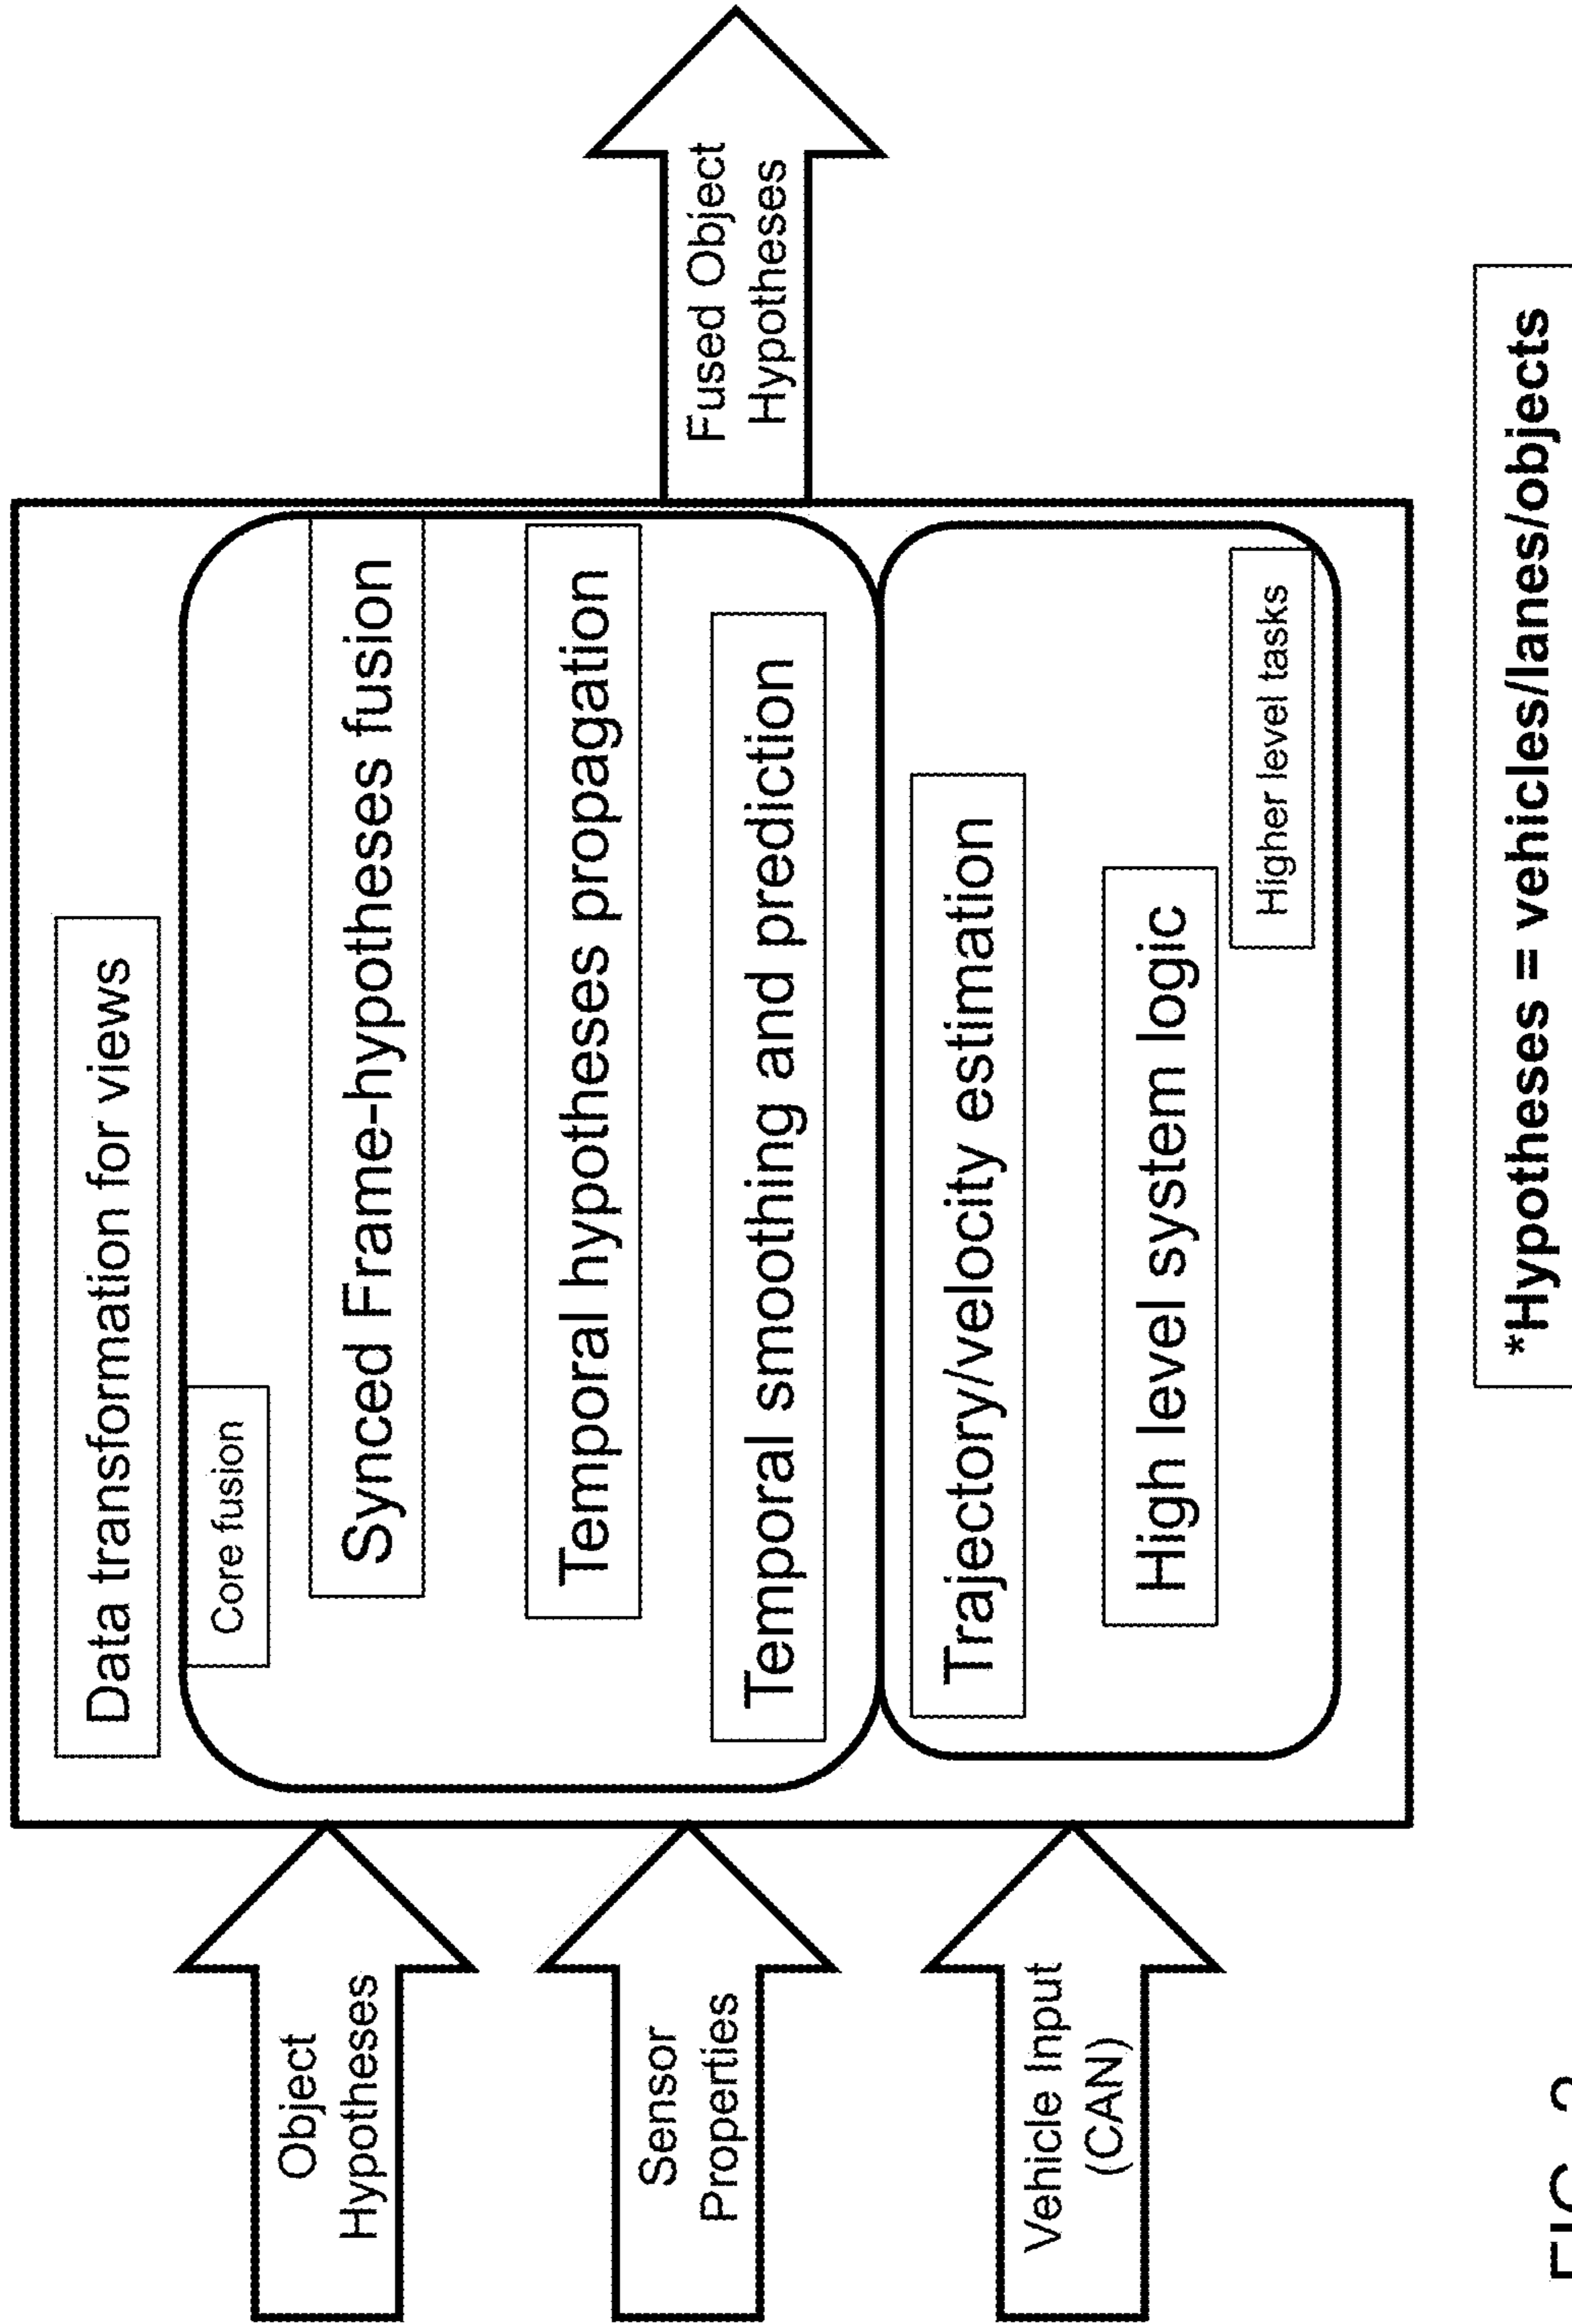 Object
Hypotheses
Sensor
Properties
Vehicle Input
(CAN)
Data transformation for views
Core fusion
Synced Frame-hypotheses fusion
Temporal hypotheses propagation
Temporal smoothing and prediction
Trajectory/velocity estimation
High level system logic
Higher level tasks
Fused Object
Hypotheses
*Hypotheses = vehicles/lanes/objects